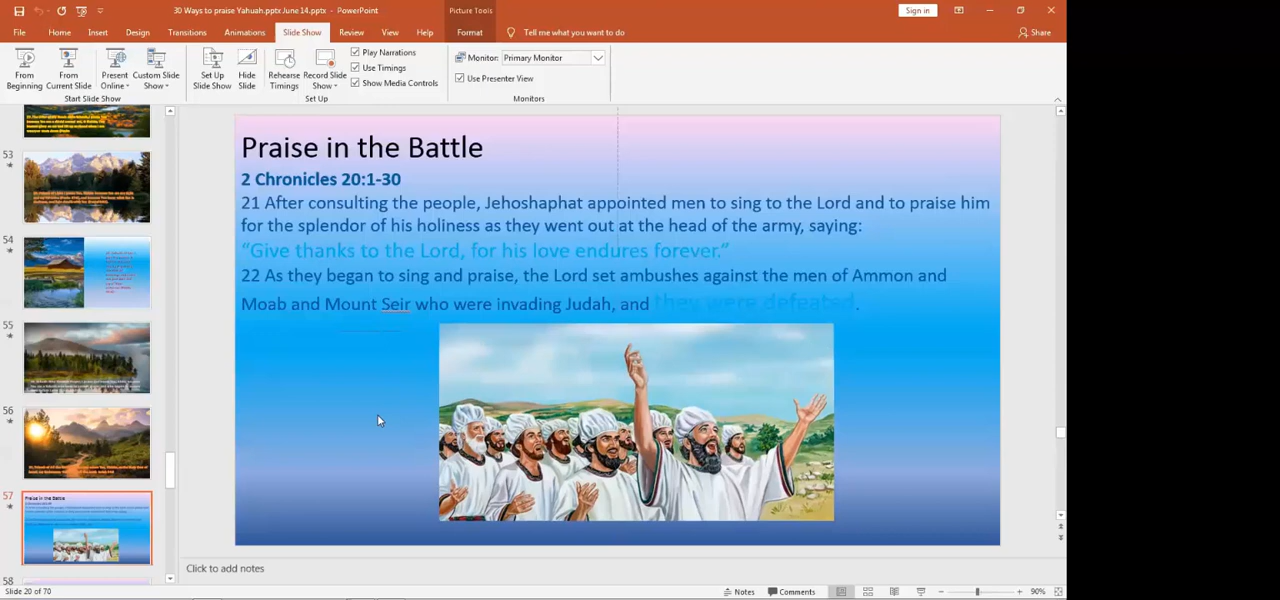 30 Ways to praise Yahuah.pptx June 14.pptx - PowerPoint
Picture Tools
Sign in
File Home Insert Design Transitions Animations Slide Show Review View Help Format Tell me what you want to do Share
From Beginning
From Current Slide
Present Online
Custom Slide Show
Start Slide Show
Set Up Slide Show
Hide Slide
Rehearse Timings
Record Slide Show
Play Narrations
Use Timings
Show Media Controls
Set Up
Monitor: Primary Monitor
Use Presenter View
Monitors
53
54
55
56
57
Praise in the Battle
58
Praise in the Battle
2 Chronicles 20:1-30
21 After consulting the people, Jehoshaphat appointed men to sing to the Lord and to praise him
for the splendor of his holiness as they went out at the head of the army, saying:
“Give thanks to the Lord, for his love endures forever.”
22 As they began to sing and praise, the Lord set ambushes against the men of Ammon and
Moab and Mount Seir who were invading Judah, and they were defeated.
Click to add notes
Slide 20 of 70
Notes Comments 90%